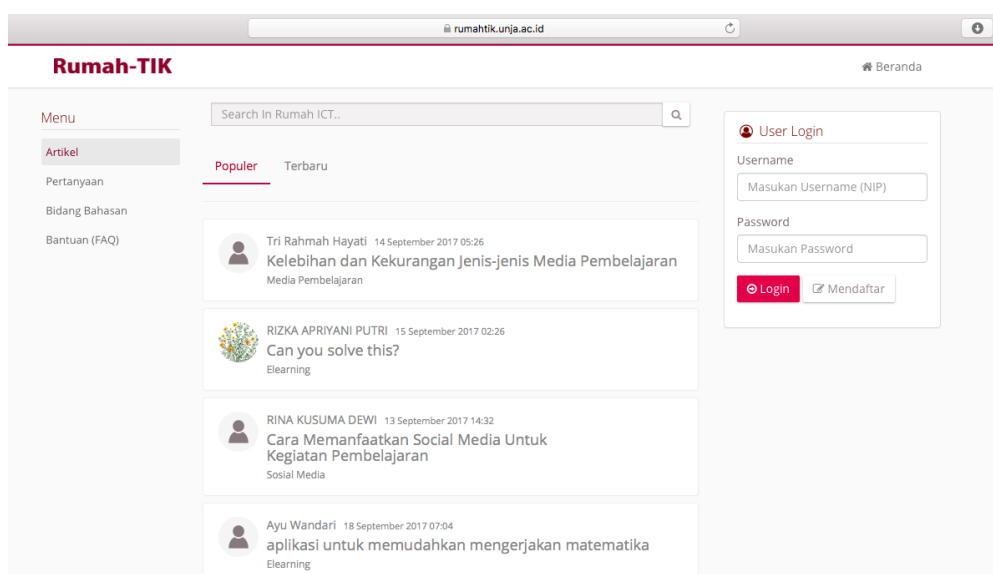 rumahtik.unja.ac.id
Rumah-TIK
Beranda
Menu
Artikel
Pertanyaan
Bidang Bahasan
Bantuan (FAQ)
Search In Rumah ICT..
Populer Terbaru
Tri Rahmah Hayati 14 September 2017 05:26
Kelebihan dan Kekurangan Jenis-jenis Media Pembelajaran
Media Pembelajaran
RIZKA APRIYANI PUTRI 15 September 2017 02:26
Can you solve this?
Elearning
RINA KUSUMA DEWI 13 September 2017 14:32
Cara Memanfaatkan Social Media Untuk
Kegiatan Pembelajaran
Sosial Media
Ayu Wandari 18 September 2017 07:04
aplikasi untuk memudahkan mengerjakan matematika
Elearning
User Login
Username
Masukan Username (NIP)
Password
Masukan Password
Login Mendaftar